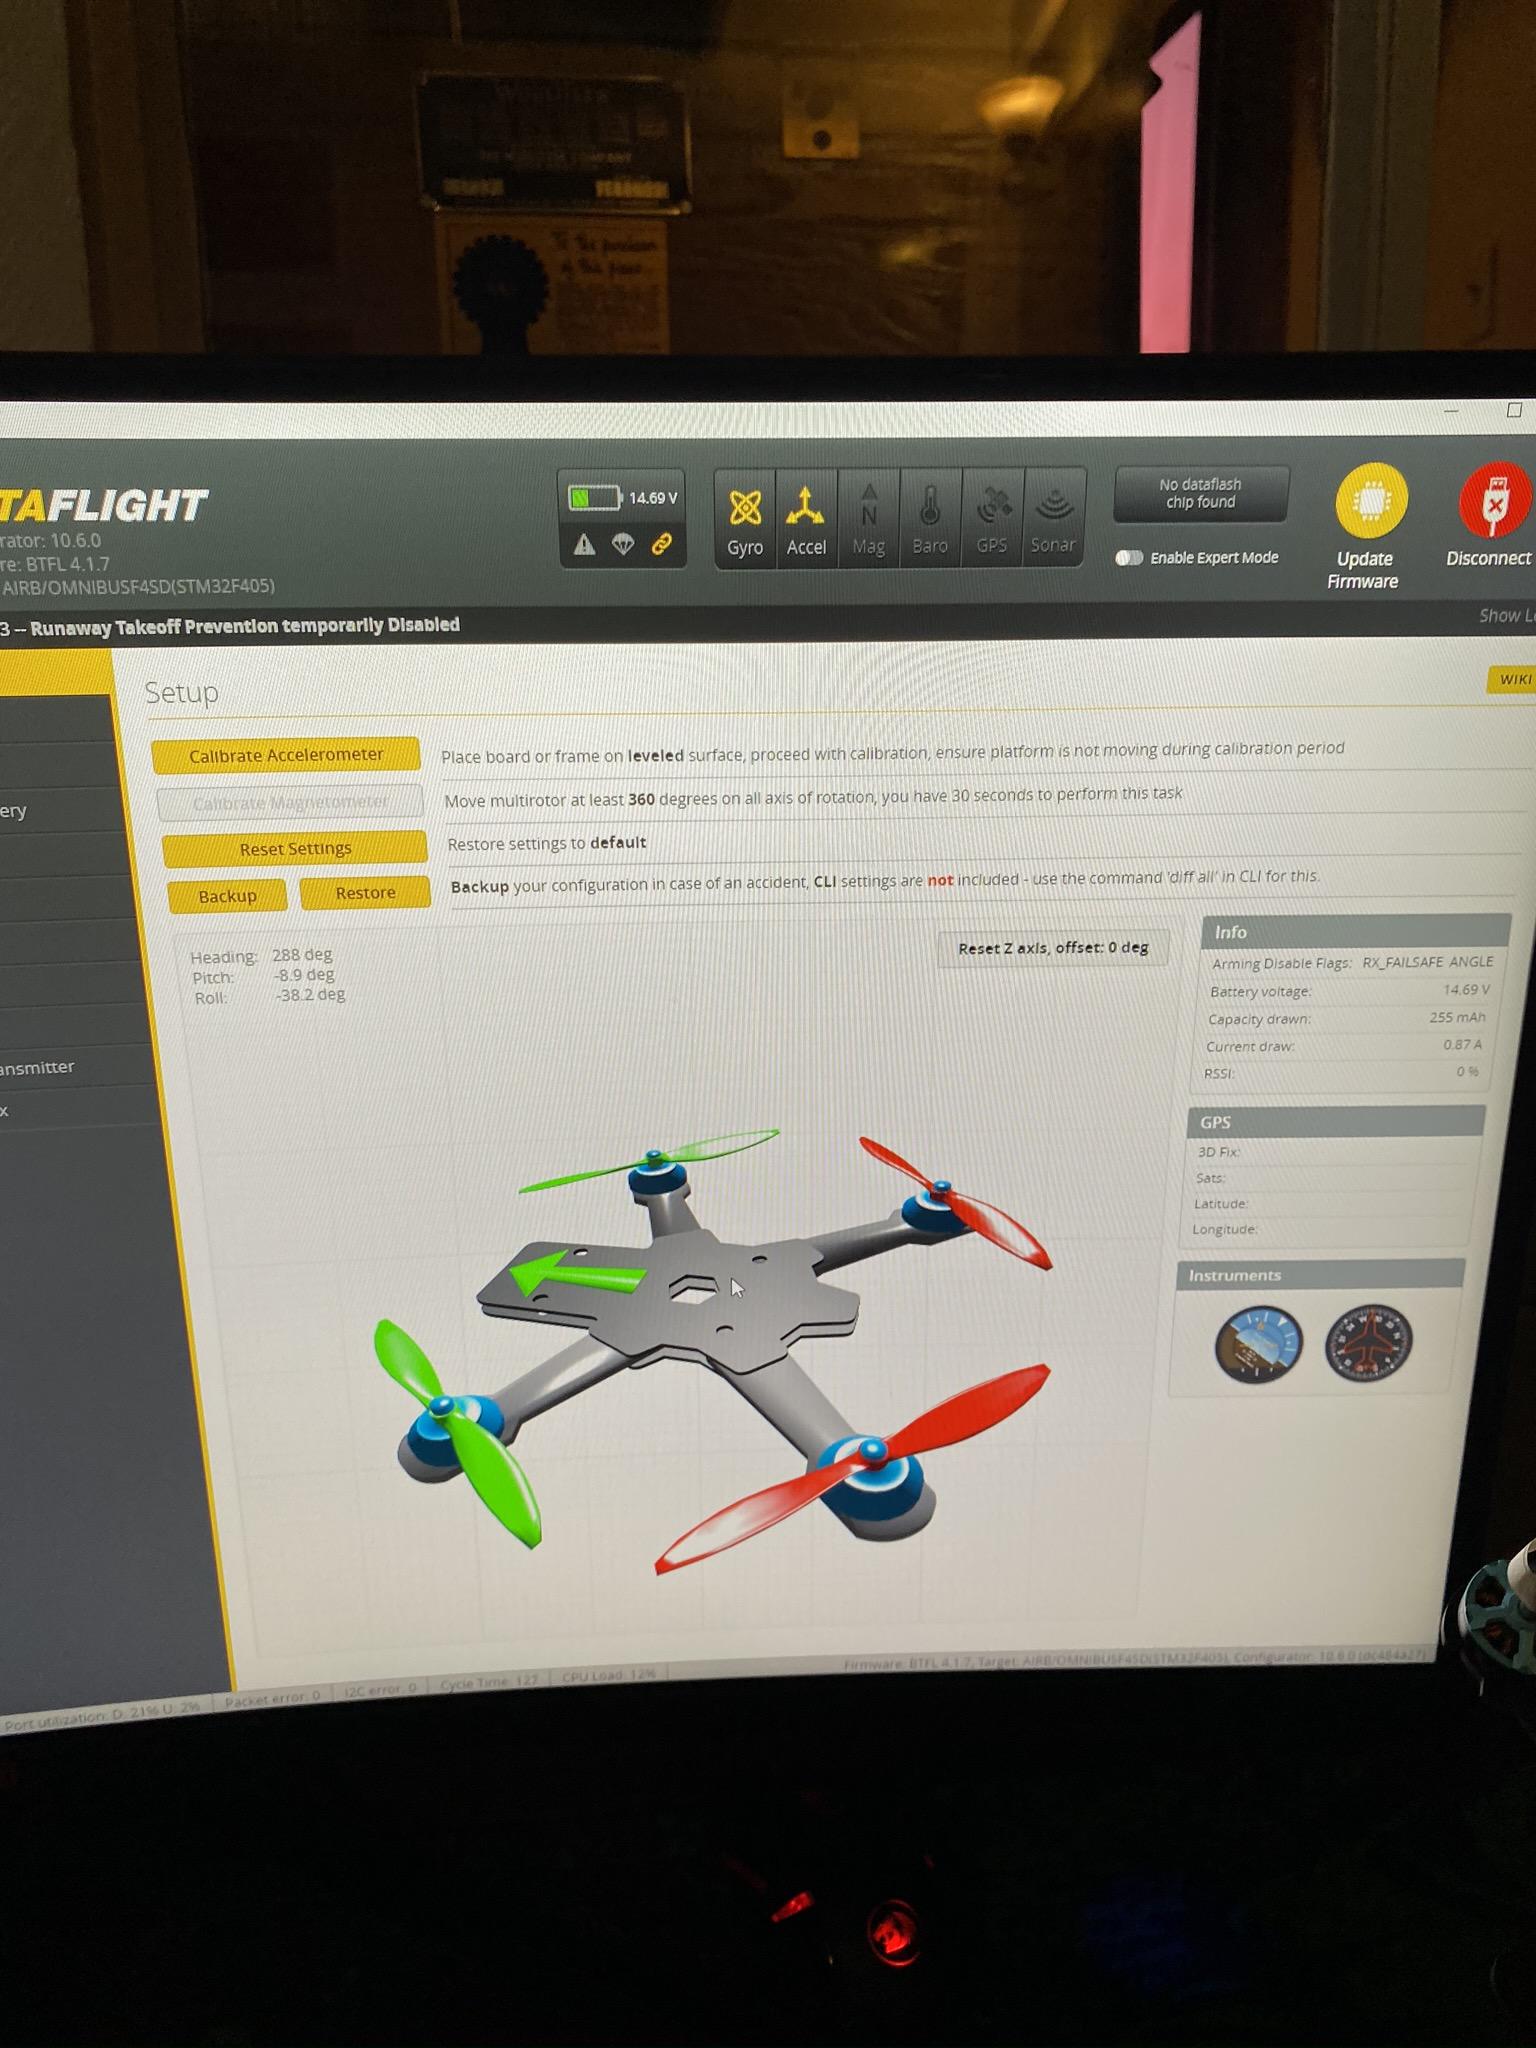 To the purchaser
of this piano
TAFLIGHT
rator: 10.6.0
re: BTFL 4.1.7
AIRB/OMNIBUSF4SD(STM32F405)
14.69 V
Gyro
Accel
Mag
Baro
GPS
Sonar
No dataflash
chip found
Enable Expert Mode
Update
Firmware
Disconnect
3 -- Runaway Takeoff Prevention temporarily Disabled
Show Lo
Setup
WIKI
Calibrate Accelerometer
Place board or frame on leveled surface, proceed with calibration, ensure platform is not moving during calibration period
Calibrate Magnetometer
Move multirotor at least 360 degrees on all axis of rotation, you have 30 seconds to perform this task
Reset Settings
Restore settings to default
Backup
Restore
Backup your configuration in case of an accident, CLI settings are not included - use the command 'diff all' in CLI for this.
ery
ansmitter
x
Heading: 288 deg
Pitch: -8.9 deg
Roll: -38.2 deg
Reset Z axis, offset: 0 deg
Info
Arming Disable Flags: RX_FAILSAFE ANGLE
Battery voltage: 14.69 V
Capacity drawn: 255 mAh
Current draw: 0.87 A
RSSI: 0 %
GPS
3D Fix:
Sats:
Latitude:
Longitude:
Instruments
Port utilization: D: 21% U: 2%
Packet error: 0
I2C error: 0
Cycle Time: 127
CPU Load: 12%
Firmware: BTFL 4.1.7, Target: AIRB/OMNIBUSF4SD(STM32F405), Configurator: 10.6.0 (dc484a27)